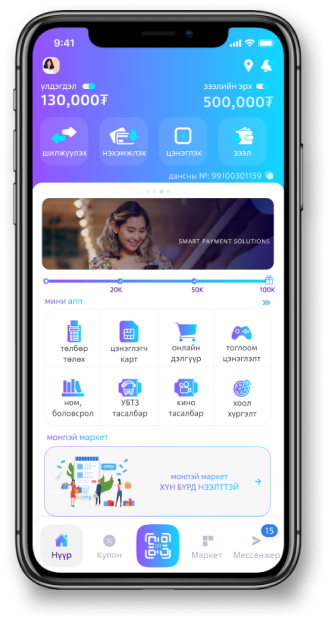 9:41
үлдэгдэл
зээлийн эрх
130,000₮
500,000₮
шилжүүлэх
нэхэмжлэх
цэнэглэх
зээл
дансны №: 99100301159
SMART PAYMENT SOLUTIONS
20K
50K
100K
мини апп
төлбөр төлөх
цэнэглэгч карт
онлайн дэлгүүр
тоглоом цэнэглэлт
ном, боловсрол
УБТЗ тасалбар
кино тасалбар
хоол хүргэлт
монпэй маркет
OPEN
монпэй маркет
ХҮН БҮРД НЭЭЛТТЭЙ
15
Нүүр
Купон
Маркет
Мессенжер